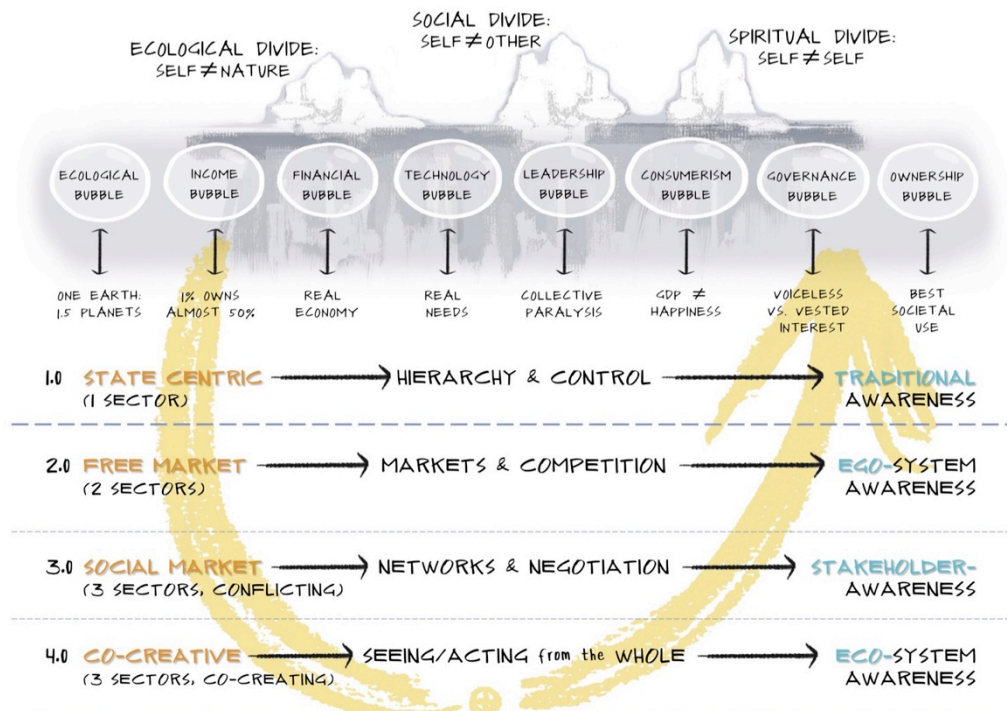 ECOLOGICAL DIVIDE:
SELF≠NATURE
SOCIAL DIVIDE:
SELF≠OTHER
SPIRITUAL DIVIDE:
SELF≠SELF
ECOLOGICAL
BUBBLE
INCOME
BUBBLE
FINANCIAL
BUBBLE
TECHNOLOGY
BUBBLE
LEADERSHIP
BUBBLE
CONSUMERISM
BUBBLE
GOVERNANCE
BUBBLE
OWNERSHIP
BUBBLE
ONE EARTH:
1.5 PLANETS
1% OWNS
ALMOST 50%
REAL
ECONOMY
REAL
NEEDS
COLLECTIVE
PARALYSIS
GDP ≠
HAPPINESS
VOICELESS
VS. VESTED
INTEREST
BEST
SOCIETAL
USE
1.0 STATE CENTRIC
(1 SECTOR)
HIERARCHY & CONTROL
TRADITIONAL
AWARENESS
2.0 FREE MARKET
(2 SECTORS)
MARKETS & COMPETITION
EGO-SYSTEM
AWARENESS
3.0 SOCIAL MARKET
(3 SECTORS, CONFLICTING)
NETWORKS & NEGOTIATION
STAKEHOLDER-
AWARENESS
4.0 CO-CREATIVE
(3 SECTORS, CO-CREATING)
SEEING/ACTING from the WHOLE
ECO-SYSTEM
AWARENESS